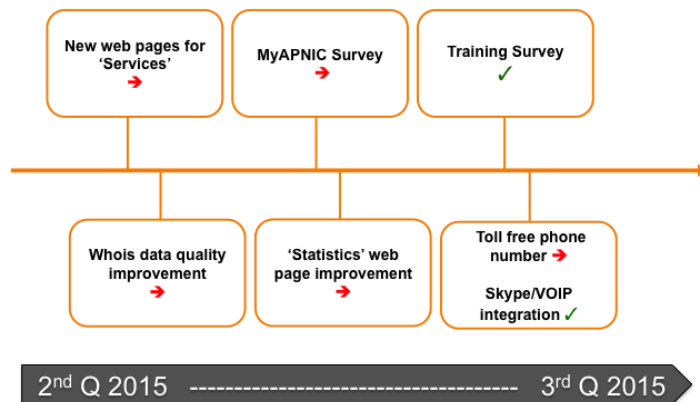 New web pages for
‘Services’
➔
MyAPNIC Survey
➔
Training Survey
✓
Whois data quality
improvement
➔
‘Statistics’ web
page improvement
➔
Toll free phone
number ➔
Skype/VOIP
integration ✓
2nd Q 2015 ------------------------------------- 3rd Q 2015